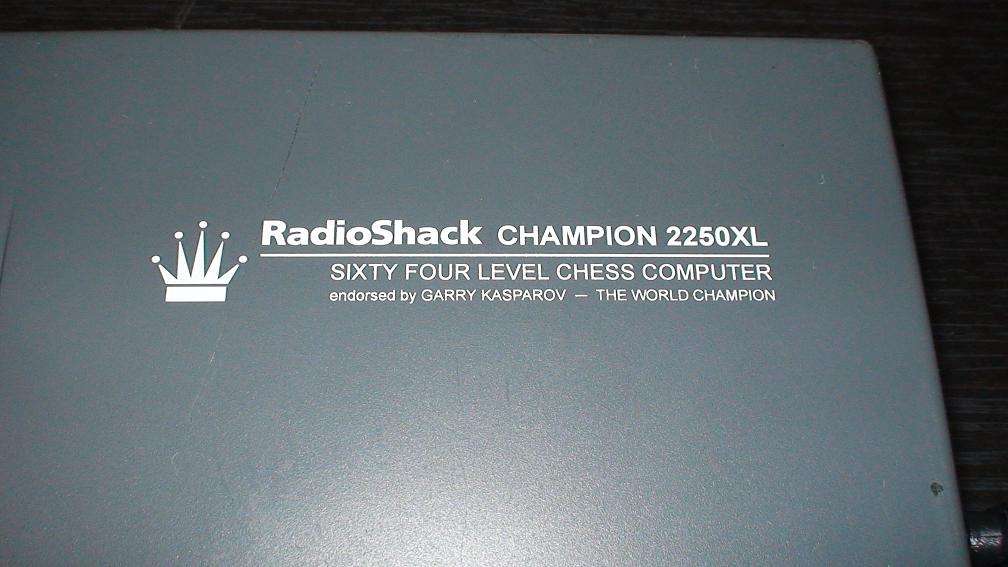 RadioShack CHAMPION 2250XL
SIXTY FOUR LEVEL CHESS COMPUTER
endorsed by GARRY KASPAROV — THE WORLD CHAMPION